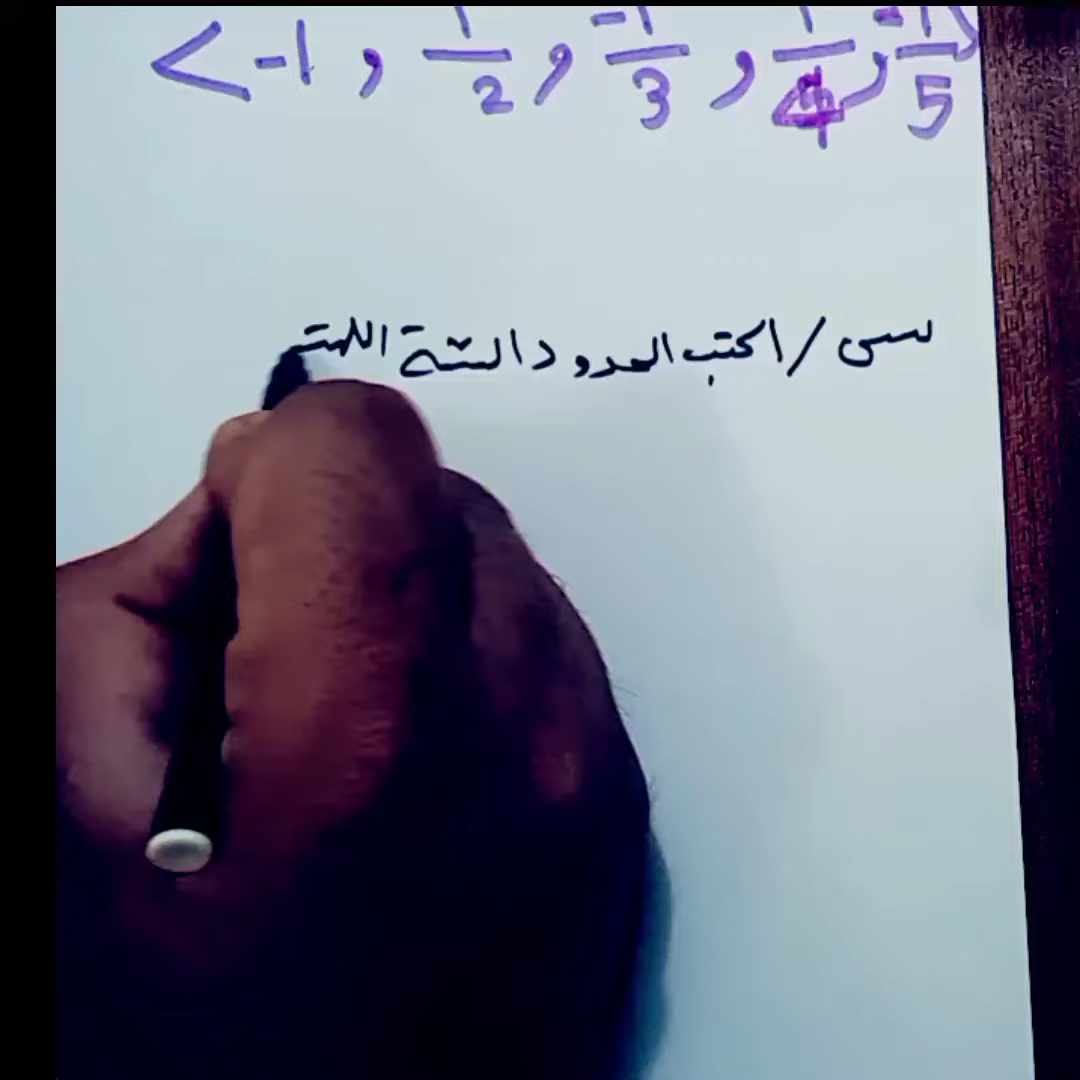 < -1 , 1/2 , -1/3 , 1/4 , -1/5 >
س / اكتب الحدود الستة